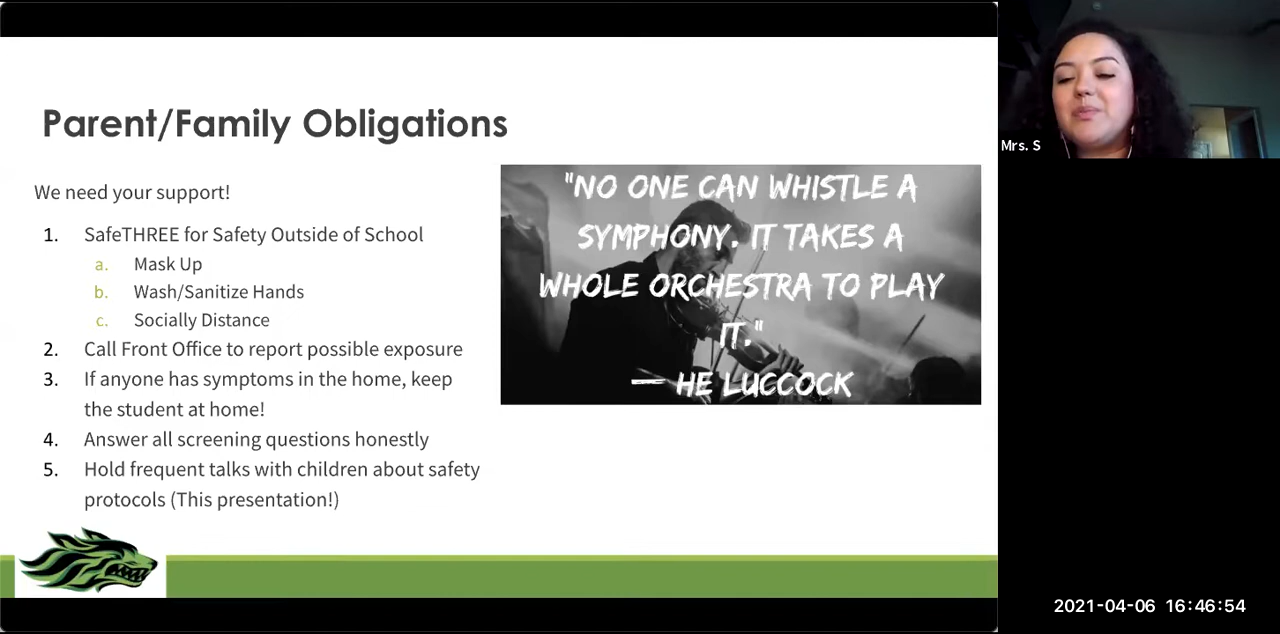 Parent/Family Obligations
We need your support!
1. SafeTHREE for Safety Outside of School
a. Mask Up
b. Wash/Sanitize Hands
c. Socially Distance
2. Call Front Office to report possible exposure
3. If anyone has symptoms in the home, keep
the student at home!
4. Answer all screening questions honestly
5. Hold frequent talks with children about safety
protocols (This presentation!)
"NO ONE CAN WHISTLE A
SYMPHONY. IT TAKES A
WHOLE ORCHESTRA TO PLAY
IT."
— HE LUCCOCK
Mrs. S
2021-04-06 16:46:54